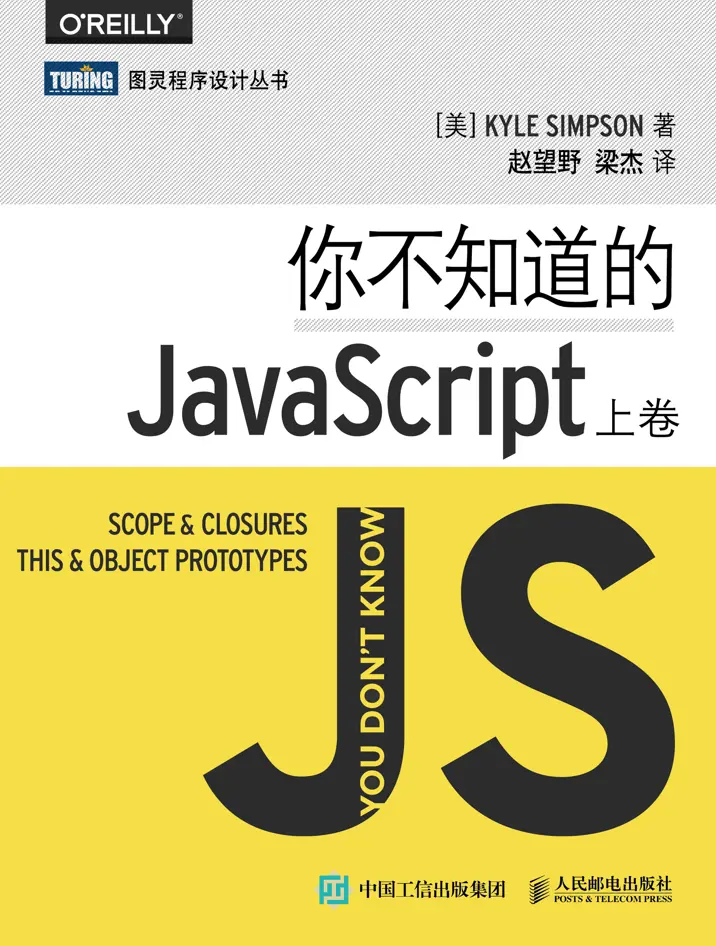 O'REILLY®
TURING 图灵程序设计丛书
[美] KYLE SIMPSON 著
赵望野 梁杰 译
你不知道的
JavaScript 上卷
SCOPE & CLOSURES
THIS & OBJECT PROTOTYPES
JS
YOU DON'T KNOW
中国工信出版集团
人民邮电出版社
POSTS & TELECOM PRESS